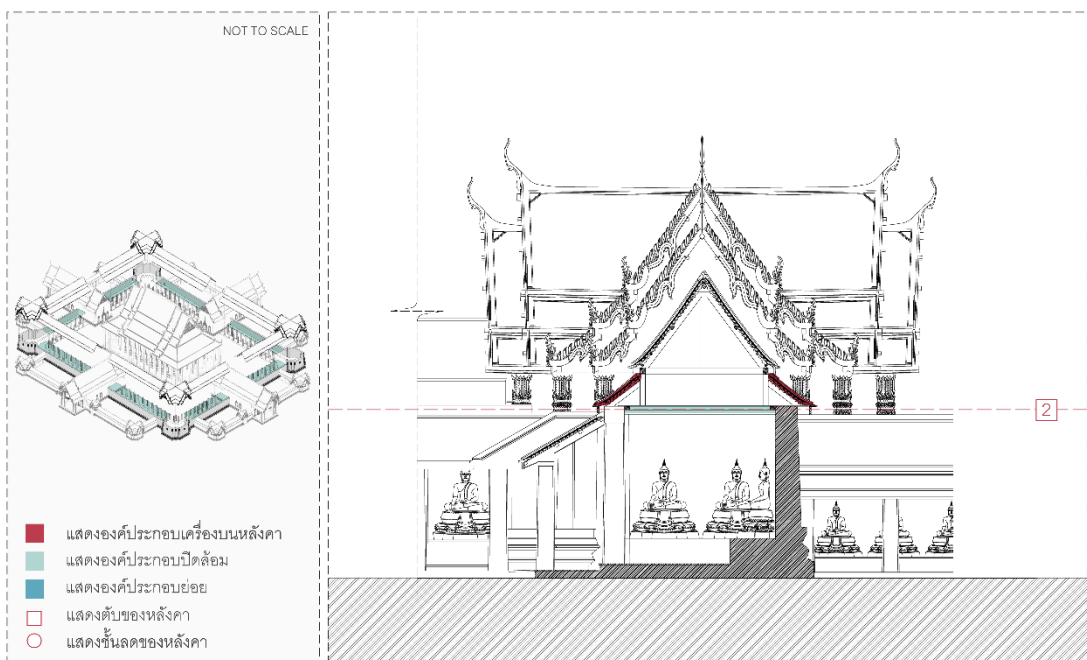 NOT TO SCALE
2
แสดงองค์ประกอบเครื่องบนหลังคา
แสดงองค์ประกอบปิดล้อม
แสดงองค์ประกอบย่อย
แสดงตับของหลังคา
แสดงชั้นลดของหลังคา